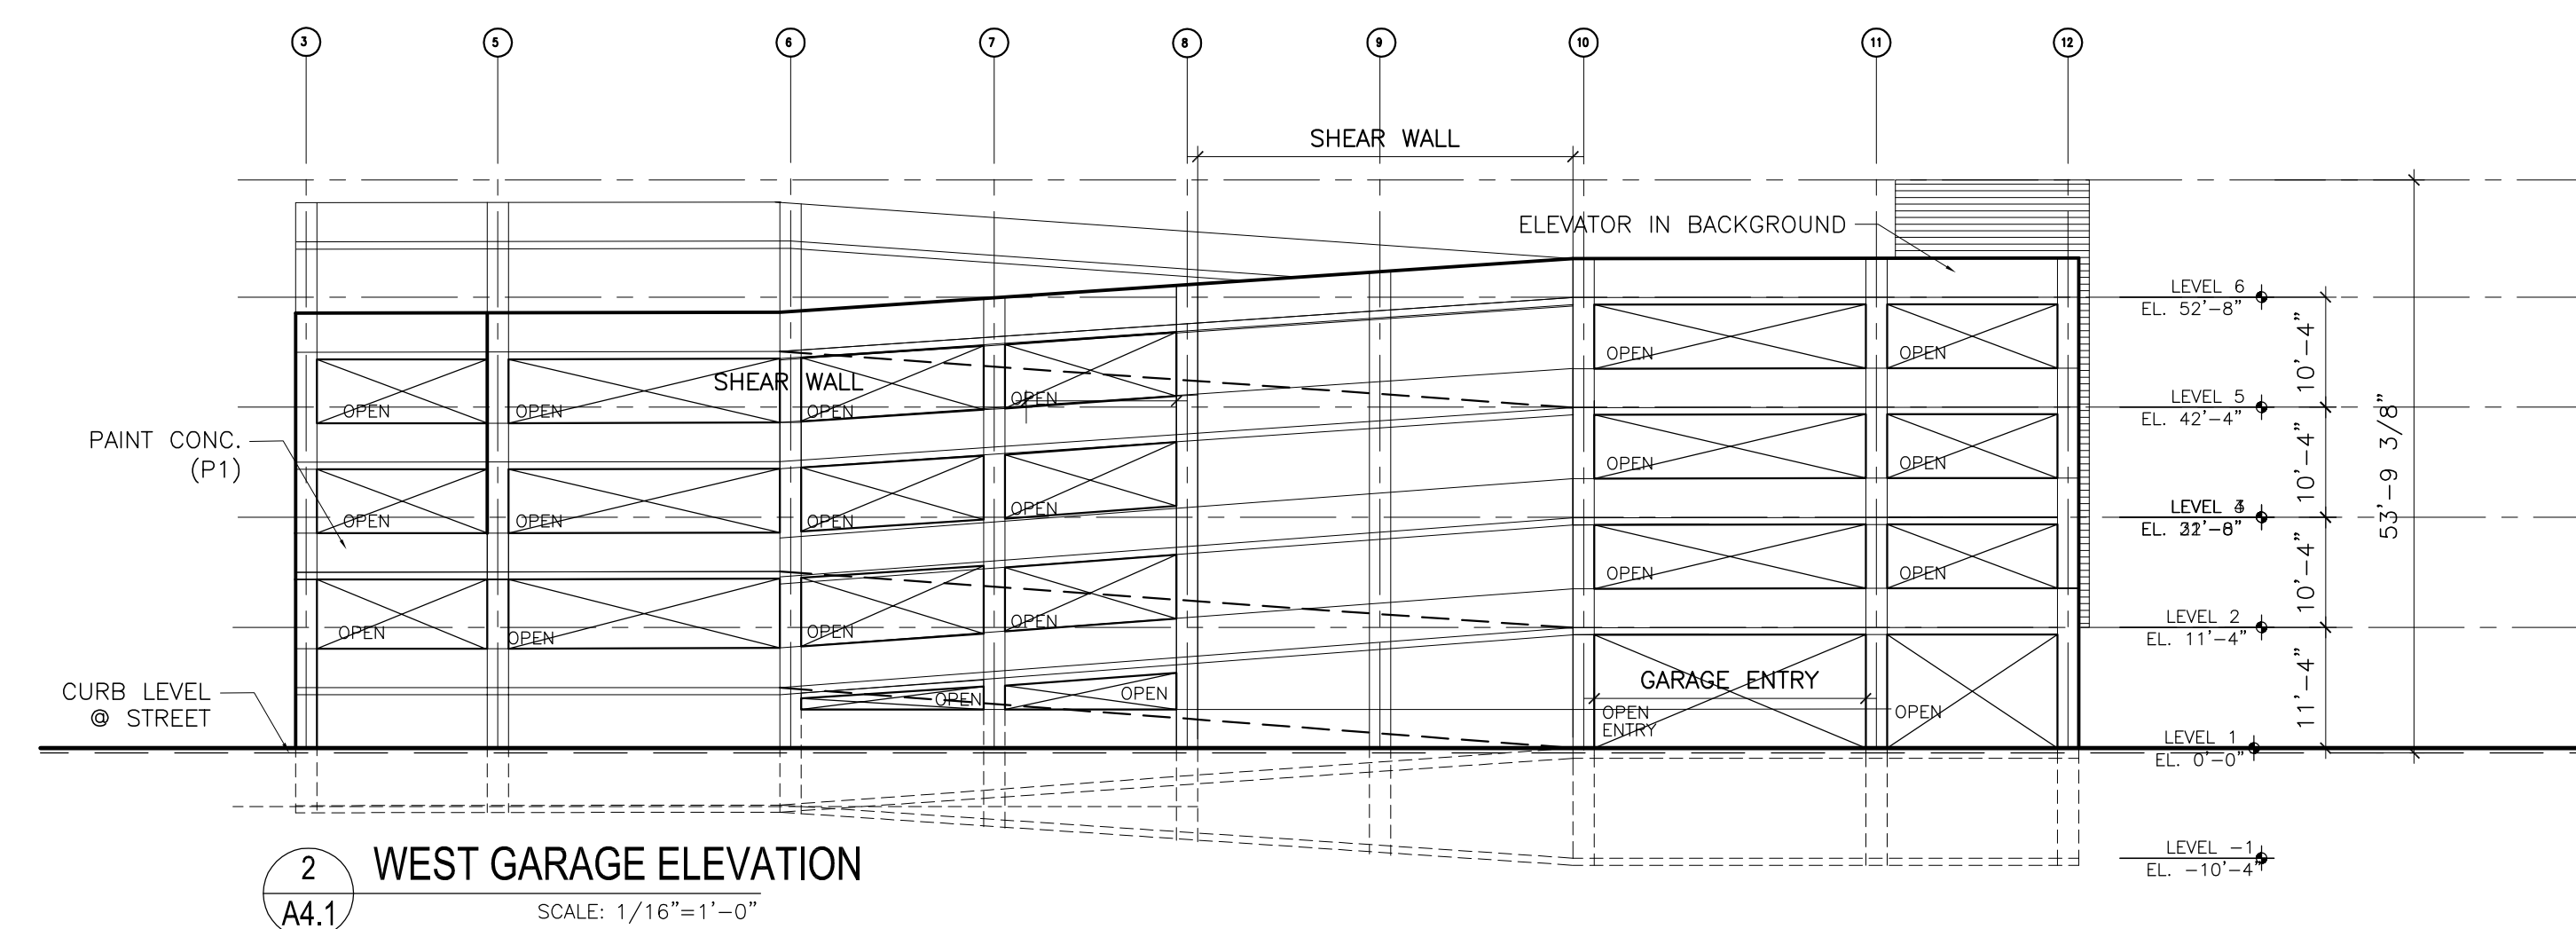 3 5 6 7 8 9 10 11 12
SHEAR WALL
ELEVATOR IN BACKGROUND
LEVEL 6
EL. 52'-8"
10'-4"
OPEN OPEN
SHEAR WALL
OPEN OPEN OPEN OPEN
LEVEL 5
EL. 42'-4"
53'-9 3/8"
PAINT CONC.
(P1)
10'-4"
OPEN OPEN
OPEN OPEN OPEN OPEN
LEVEL
EL.
10'-4"
OPEN OPEN
OPEN OPEN OPEN OPEN
LEVEL 2
EL. 11'-4"
11'-4"
CURB LEVEL
@ STREET
OPEN OPEN
GARAGE ENTRY
OPEN
ENTRY
OPEN
LEVEL 1
EL. 0'-0"
LEVEL -1
EL. -10'-4"
2
A4.1
WEST GARAGE ELEVATION
SCALE: 1/16"=1'-0"